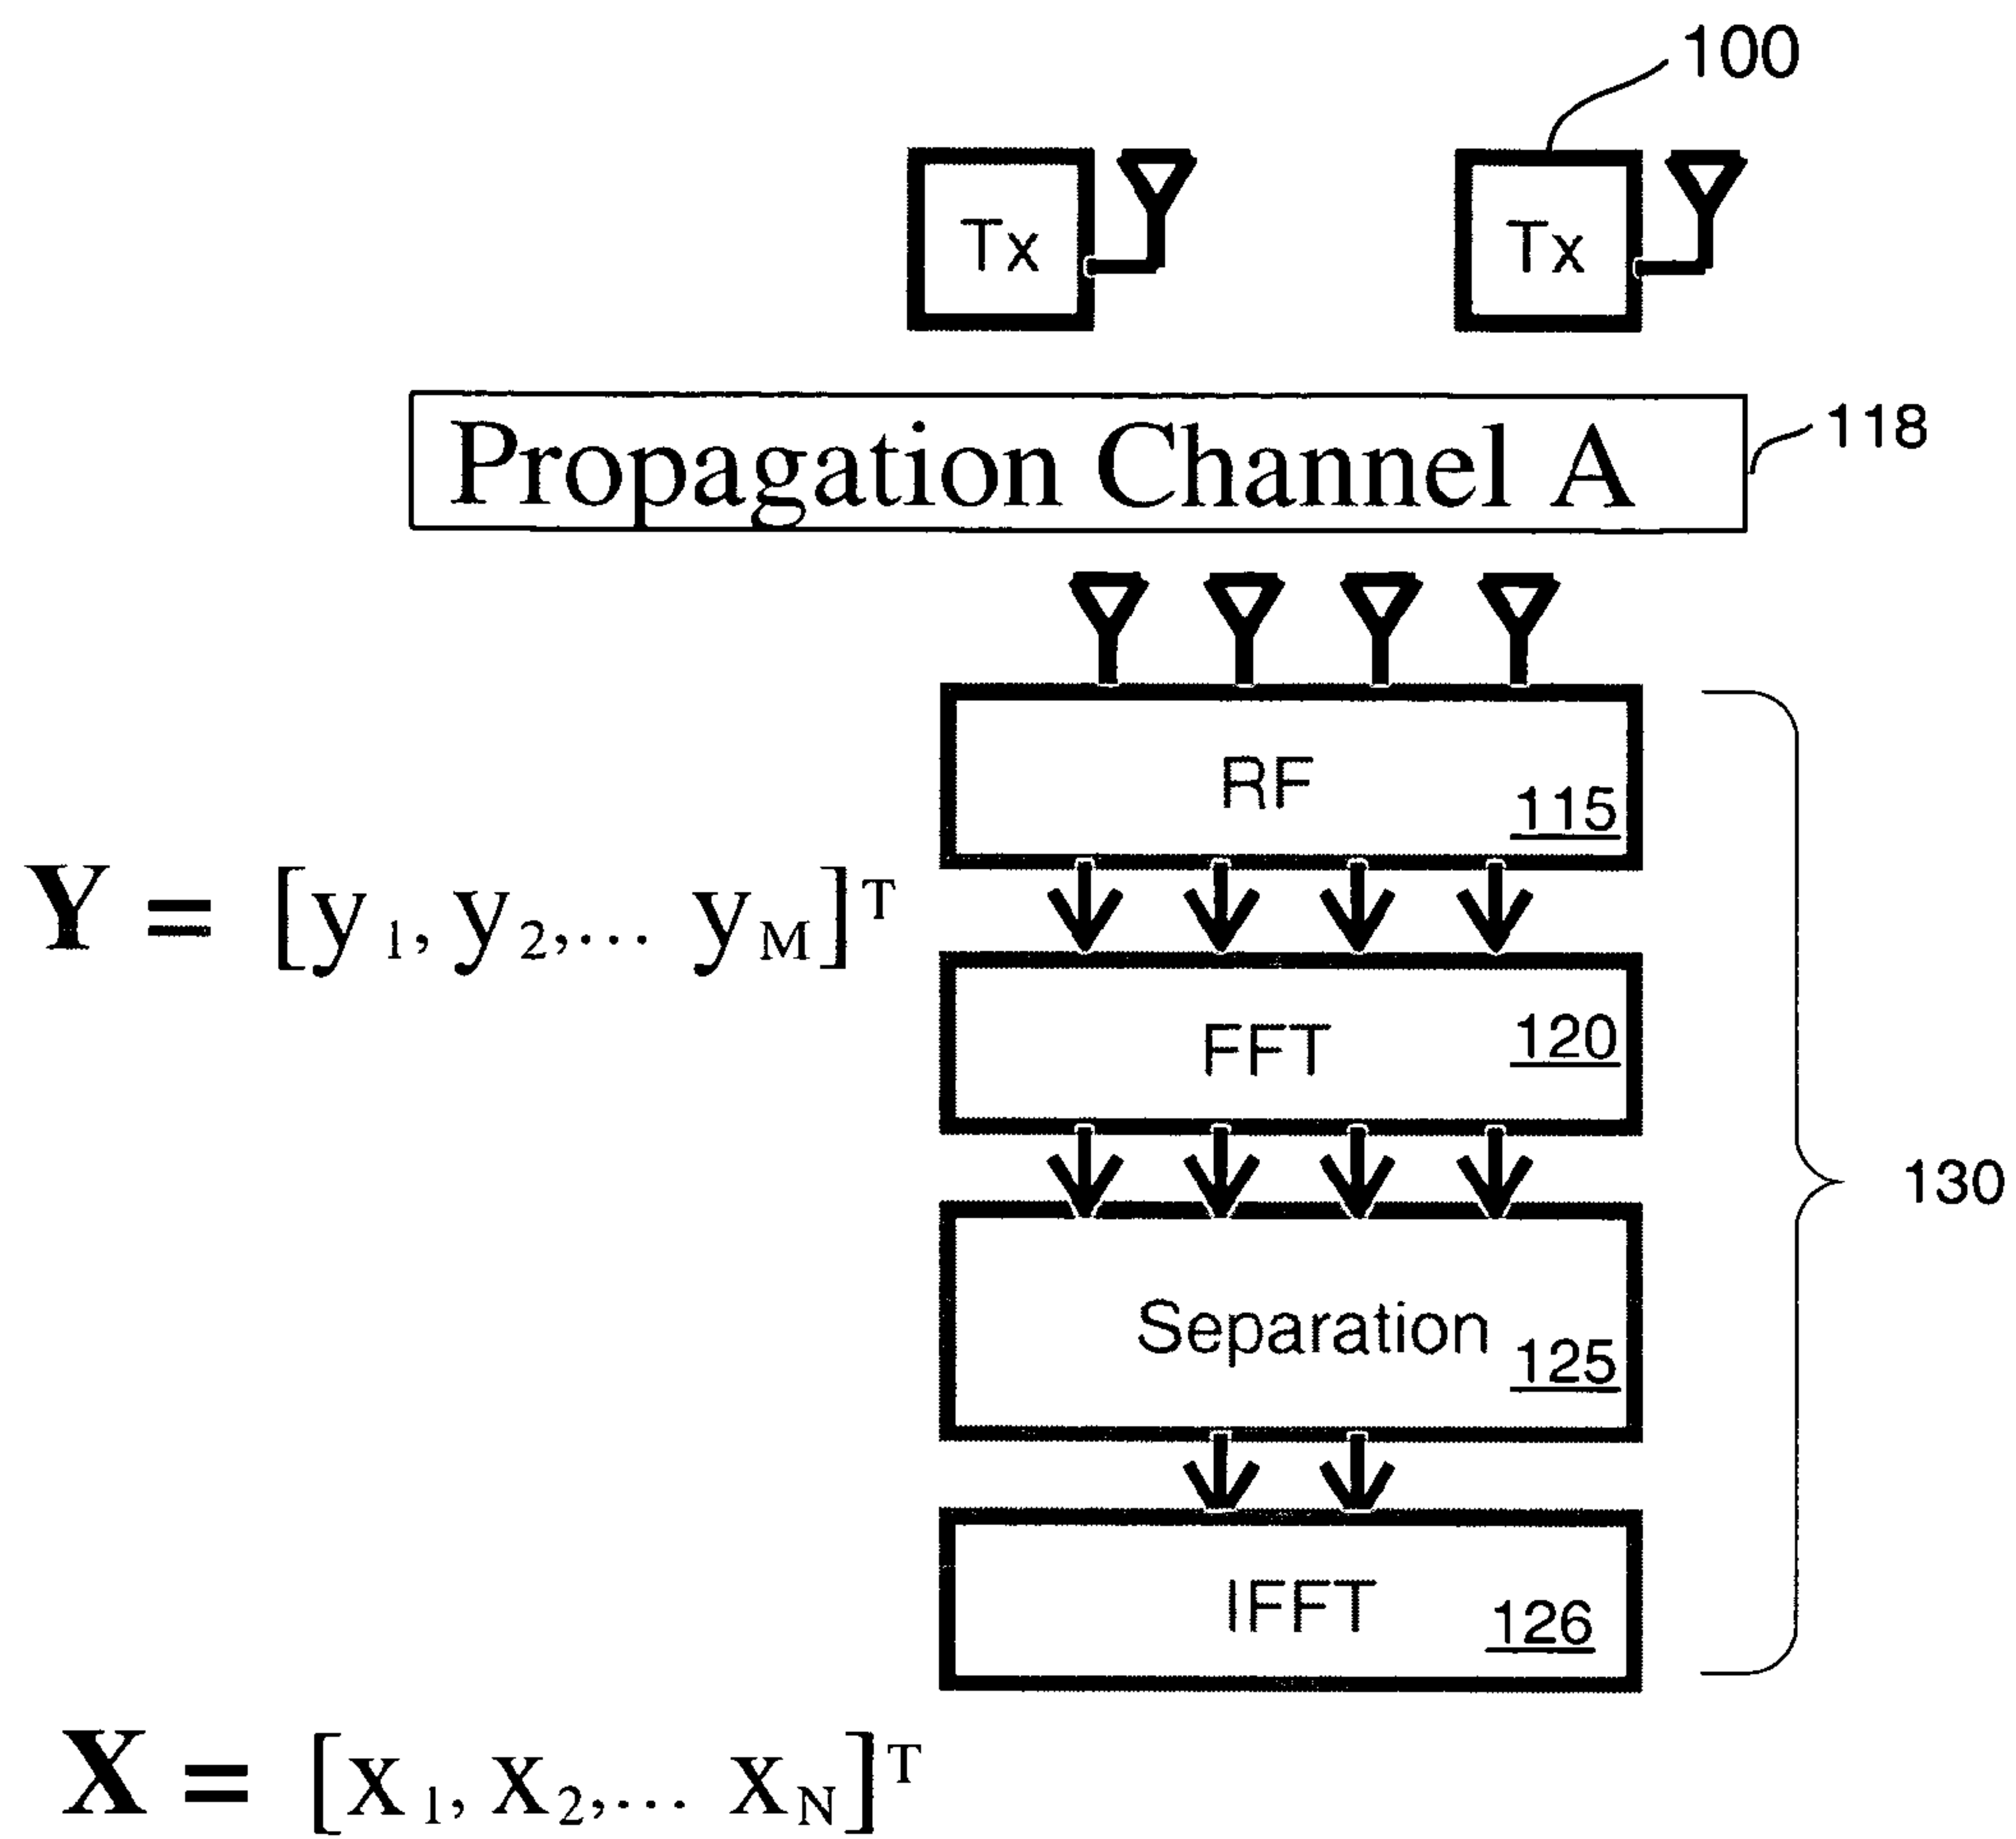 100
Tx Tx
Propagation Channel A
118
RF
115
Y = [y1, y2,... yM]T
FFT
120
130
Separation
125
IFFT
126
X = [x1, x2,... xN]T